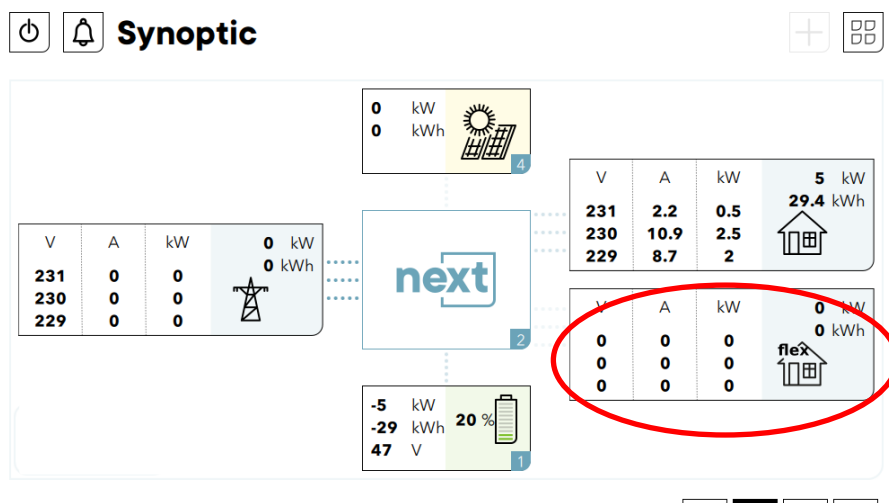 Synoptic
0 kW
0 kWh
4
V A kW 5 kW
29.4 kWh
231 2.2 0.5
230 10.9 2.5
229 8.7 2
V A kW 0 kW
0 kWh
231 0 0
230 0 0
229 0 0
next
2
V A kW 0 kW
0 kWh
0 0 0
flex
0 0 0
0 0 0
-5 kW
-29 kWh
47 V
20 %
1